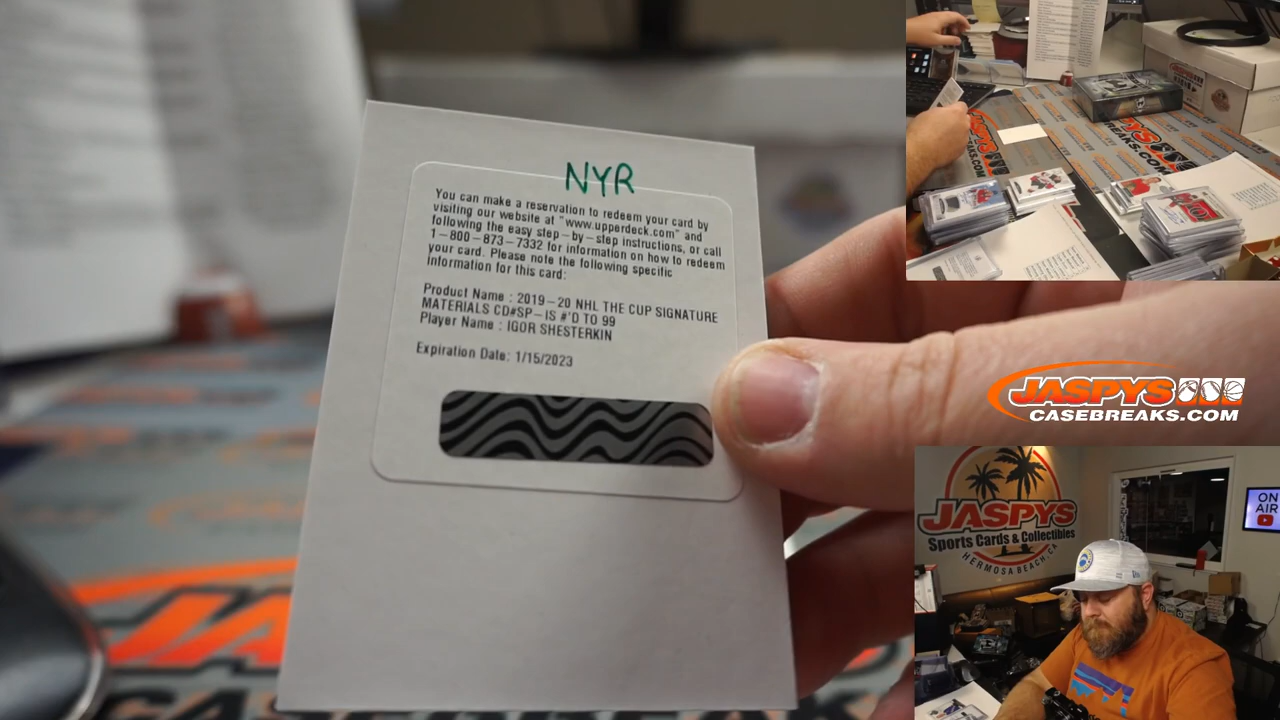 NYR
You can make a reservation to redeem your card by
visiting our website at "www.upperdeck.com" and
following the easy step-by-step instructions, or call
1-800-873-7332 for information on how to redeem
your card. Please note the following specific
information for this card:
Product Name : 2019-20 NHL THE CUP SIGNATURE
MATERIALS CD#SP-IS #'D TO 99
Player Name : IGOR SHESTERKIN
Expiration Date: 1/15/2023
JASPYS
CASEBREAKS.COM
JASPYS
Sports Cards & Collectibles
HERMOSA BEACH CA
ON
AIR